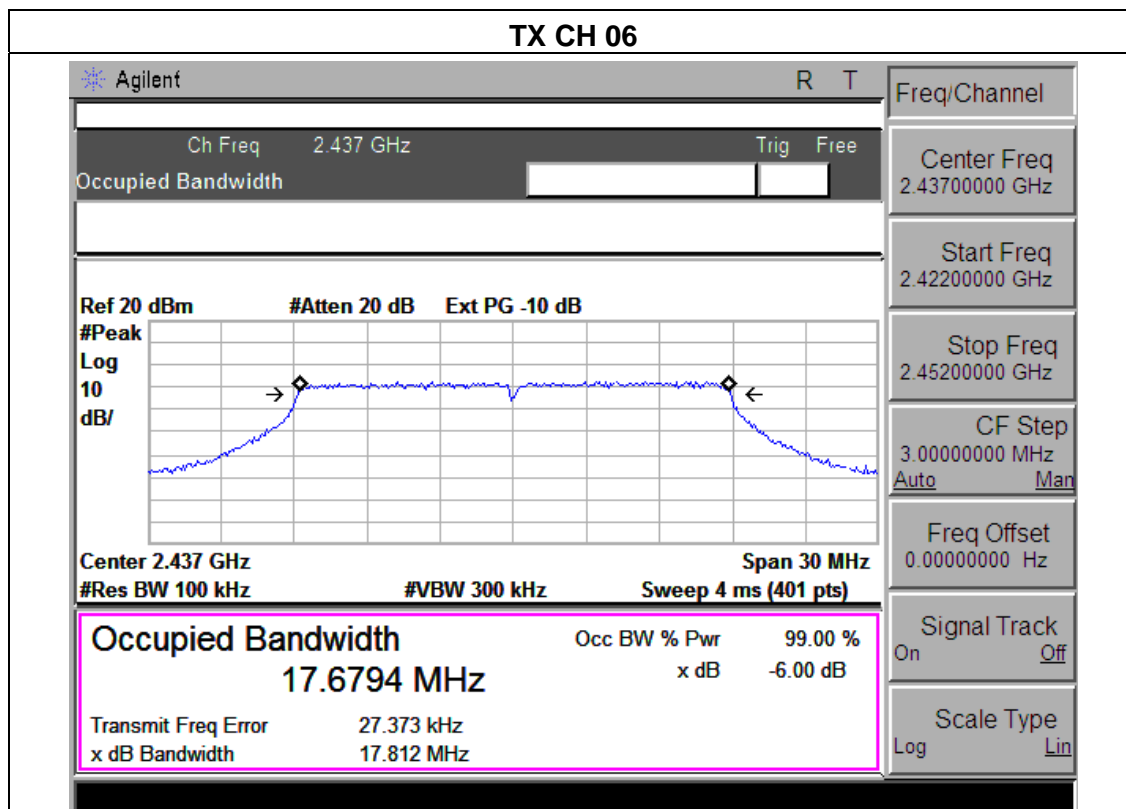 TX CH 06
Agilent R T
Freq/Channel
Ch Freq 2.437 GHz Trig Free
Occupied Bandwidth
Center Freq
2.43700000 GHz
Start Freq
2.42200000 GHz
Ref 20 dBm #Atten 20 dB Ext PG -10 dB
#Peak
Log
10
dB/
Stop Freq
2.45200000 GHz
CF Step
3.00000000 MHz
Auto Man
Freq Offset
0.00000000 Hz
Center 2.437 GHz Span 30 MHz
#Res BW 100 kHz #VBW 300 kHz Sweep 4 ms (401 pts)
Occupied Bandwidth Occ BW % Pwr 99.00 %
17.6794 MHz x dB -6.00 dB
Transmit Freq Error 27.373 kHz
x dB Bandwidth 17.812 MHz
Signal Track
On Off
Scale Type
Log Lin